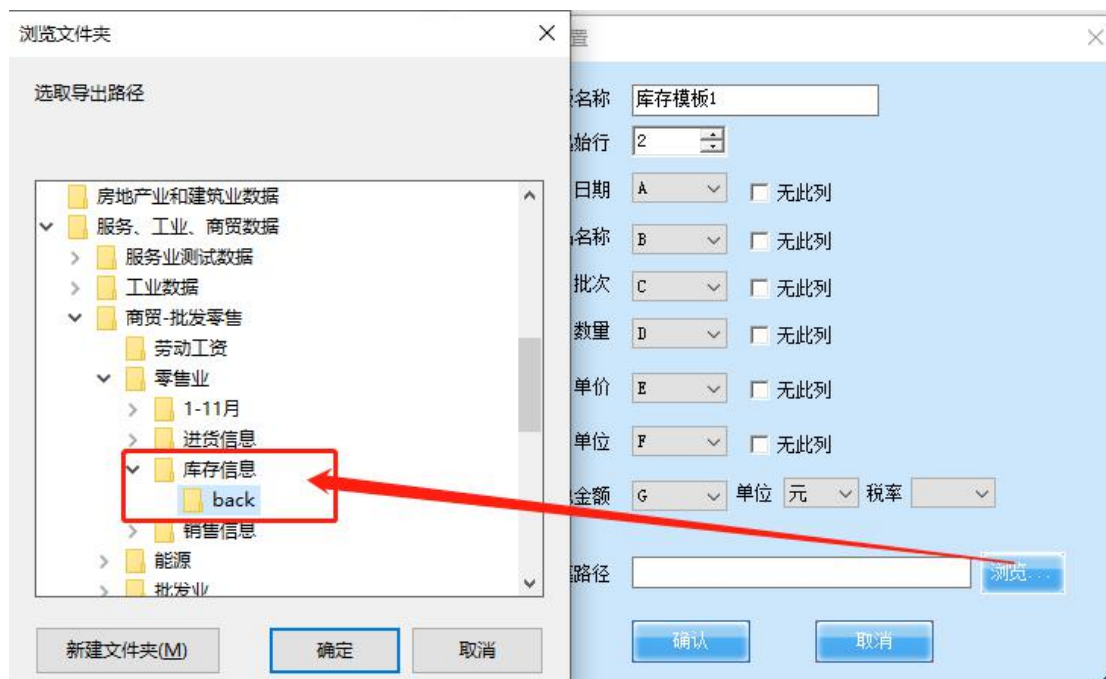 浏览文件夹
选取导出路径
房地产业和建筑业数据
服务、工业、商贸数据
服务业测试数据
工业数据
商贸-批发零售
劳动工资
零售业
1-11月
进货信息
库存信息
back
销售信息
能源
批发业
新建文件夹(M) 确定 取消
置
名称 库存模板1
始行 2
日期 A 无此列
名称 B 无此列
批次 C 无此列
数量 D 无此列
单价 E 无此列
单位 F 无此列
金额 G 单位 元 税率
路径 浏览...
确认 取消